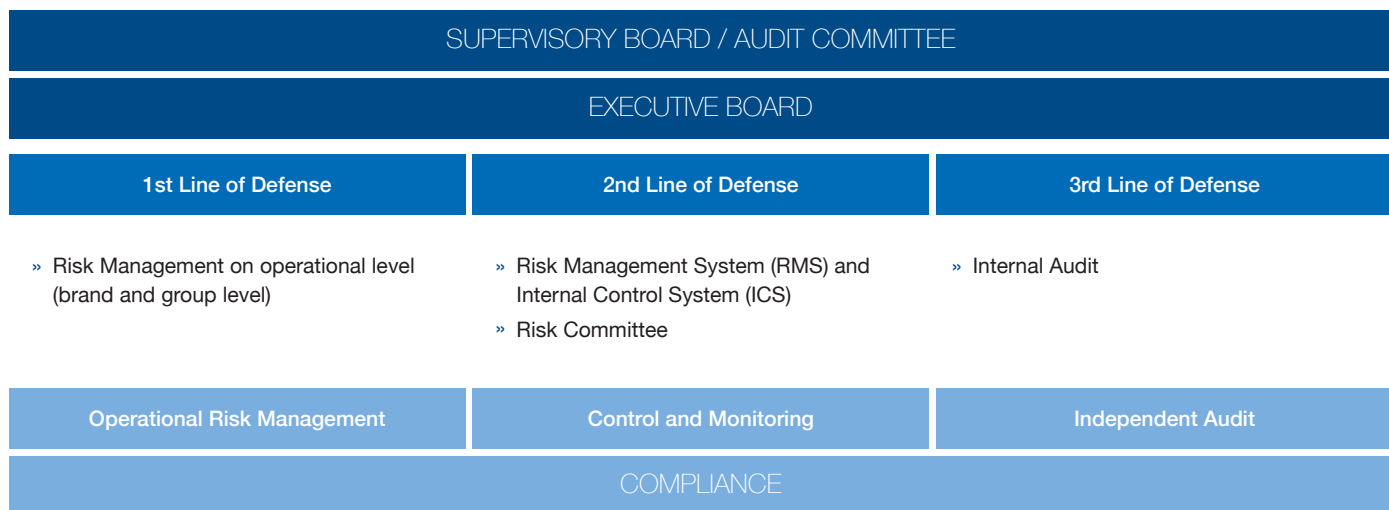 SUPERVISORY BOARD / AUDIT COMMITTEE
EXECUTIVE BOARD
1st Line of Defense
2nd Line of Defense
3rd Line of Defense
» Risk Management on operational level
(brand and group level)
» Risk Management System (RMS) and
Internal Control System (ICS)
» Risk Committee
» Internal Audit
Operational Risk Management
Control and Monitoring
Independent Audit
COMPLIANCE